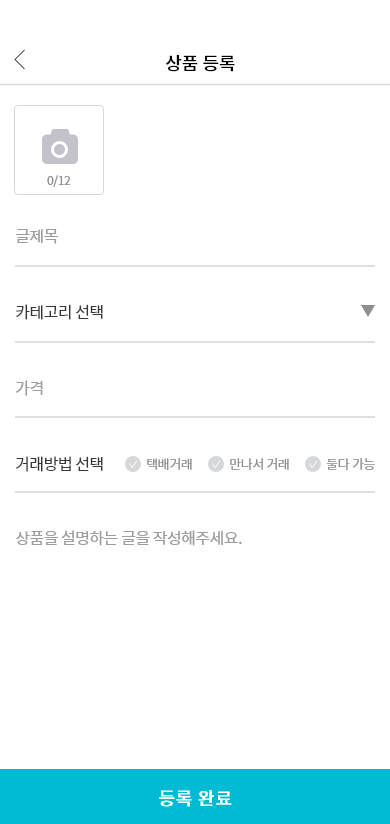 상품 등록
0/12
글제목
카테고리 선택
가격
거래방법 선택 택배거래 만나서 거래 둘다 가능
상품을 설명하는 글을 작성해주세요.
등록 완료